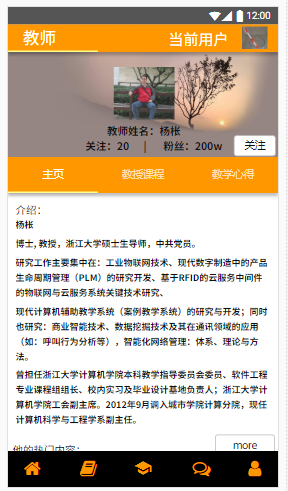 12:00
教师 当前用户
教师姓名：杨枨
关注：20 | 粉丝：200w 关注
主页 教授课程 教学心得
介绍：
杨枨
博士，教授，浙江大学硕士生导师，中共党员。
研究工作主要集中在：工业物联网技术、现代数字制造中的产品
生命周期管理（PLM）的研究开发、基于RFID的云服务中间件
的物联网与云服务系统关键技术研究、
现代计算机辅助教学系统（案例教学系统）的研究与开发；同时
也研究：商业智能技术、数据挖掘技术及其在通讯领域的应用
（如：呼叫行为分析等），智能化网络管理：体系、理论与方
法。
曾担任浙江大学计算机学院本科教学指导委员会委员、软件工程
专业课程组组长、校内实习及毕业设计基地负责人；浙江大学计
算机学院工会副主席。2012年9月调入城市学院计算分院，现任
计算机科学与工程学系副主任。
他的热门内容： more